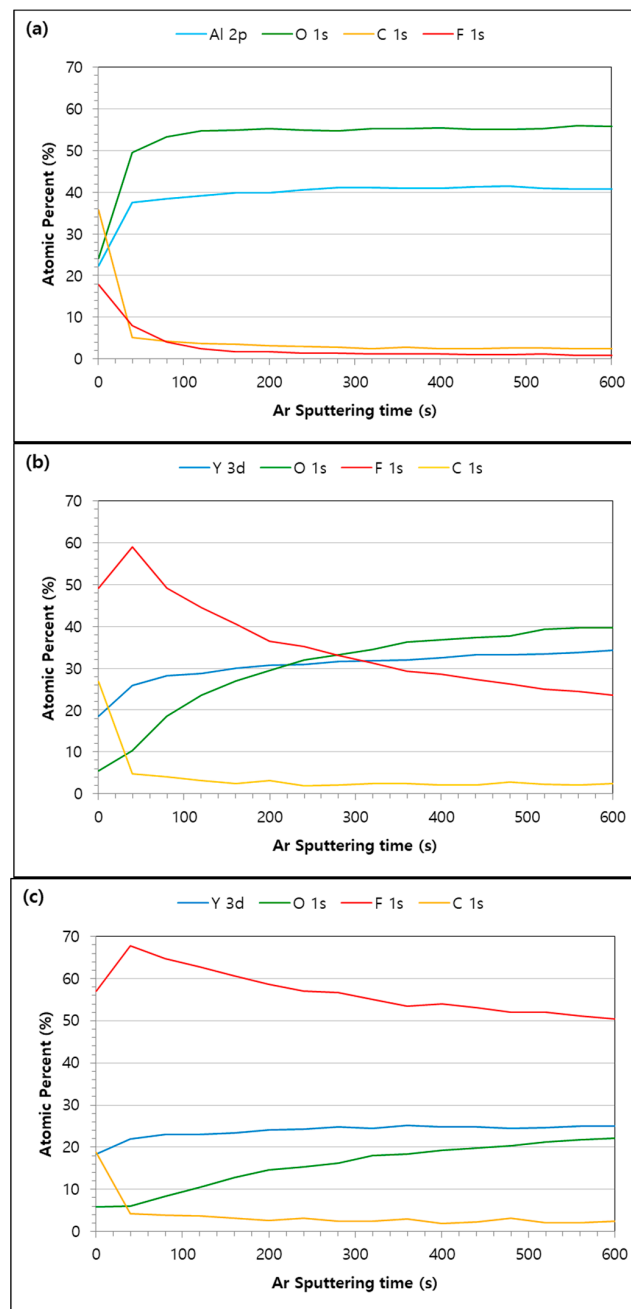 (a)
Al 2p O 1s C 1s F 1s
70
60
50
40
30
20
10
0
0 100 200 300 400 500 600
Atomic Percent (%)
Ar Sputtering time (s)
(b)
Y 3d O 1s F 1s C 1s
70
60
50
40
30
20
10
0
0 100 200 300 400 500 600
Atomic Percent (%)
Ar Sputtering time (s)
(c)
Y 3d O 1s F 1s C 1s
70
60
50
40
30
20
10
0
0 100 200 300 400 500 600
Atomic Percent (%)
Ar Sputtering time (s)